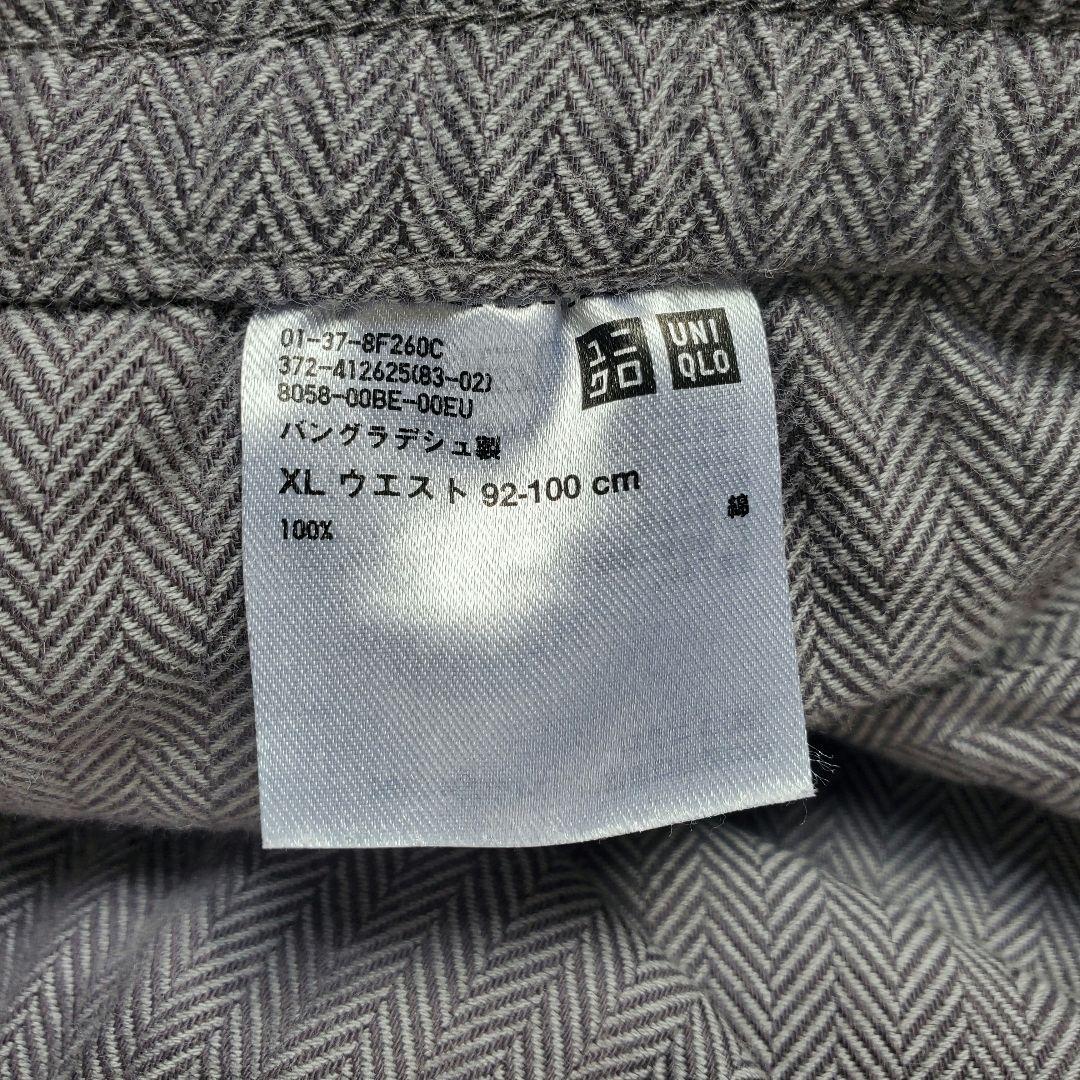 01-37-8F260C
372-412625(83-02)
8058-00BE-00EU
バングラデシュ製
XL ウエスト 92-100 cm
綿
100%
ユニ
クロ
UNI
QLO